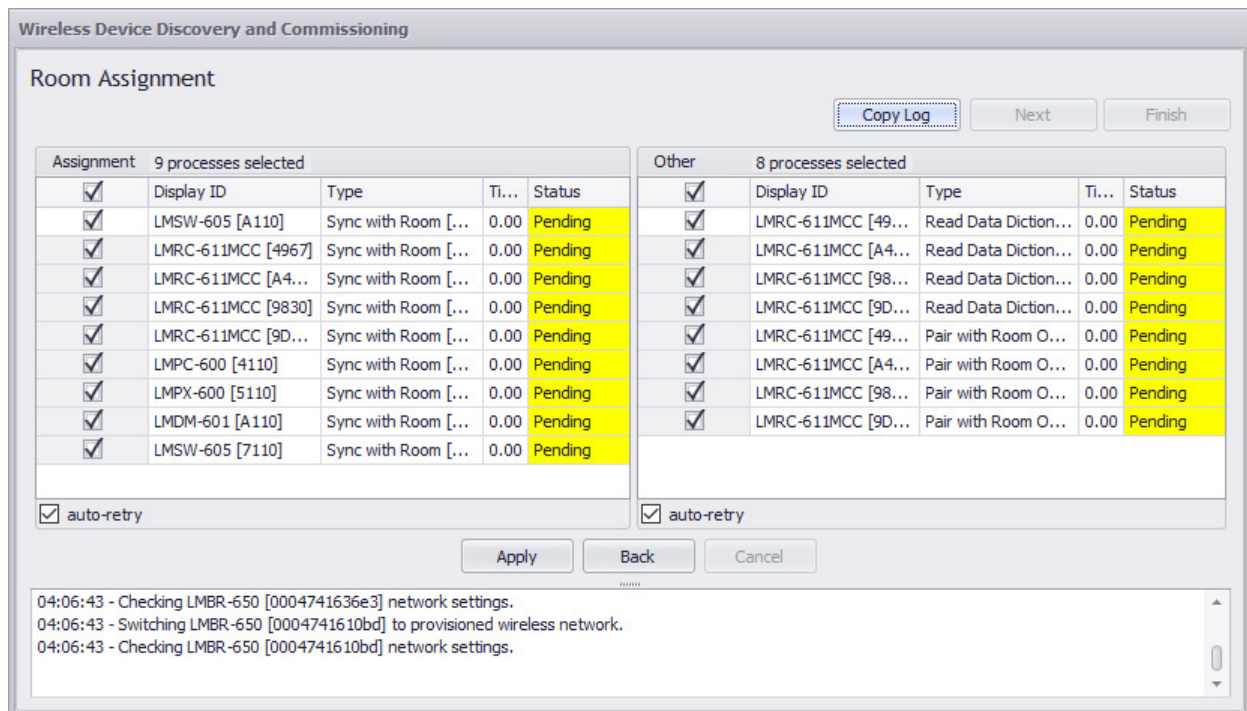 Wireless Device Discovery and Commissioning
Room Assignment
Copy Log Next Finish
Assignment 9 processes selected
Display ID Type Ti... Status
LMSW-605 [A110] Sync with Room [... 0.00 Pending
LMRC-611MCC [4967] Sync with Room [... 0.00 Pending
LMRC-611MCC [A4... Sync with Room [... 0.00 Pending
LMRC-611MCC [9830] Sync with Room [... 0.00 Pending
LMRC-611MCC [9D... Sync with Room [... 0.00 Pending
LMPC-600 [4110] Sync with Room [... 0.00 Pending
LMPX-600 [5110] Sync with Room [... 0.00 Pending
LMDM-601 [A110] Sync with Room [... 0.00 Pending
LMSW-605 [7110] Sync with Room [... 0.00 Pending
auto-retry
Other 8 processes selected
Display ID Type Ti... Status
LMRC-611MCC [49... Read Data Diction... 0.00 Pending
LMRC-611MCC [A4... Read Data Diction... 0.00 Pending
LMRC-611MCC [98... Read Data Diction... 0.00 Pending
LMRC-611MCC [9D... Read Data Diction... 0.00 Pending
LMRC-611MCC [49... Pair with Room O... 0.00 Pending
LMRC-611MCC [A4... Pair with Room O... 0.00 Pending
LMRC-611MCC [98... Pair with Room O... 0.00 Pending
LMRC-611MCC [9D... Pair with Room O... 0.00 Pending
auto-retry
Apply Back Cancel
04:06:43 - Checking LMBR-650 [0004741636e3] network settings.
04:06:43 - Switching LMBR-650 [0004741610bd] to provisioned wireless network.
04:06:43 - Checking LMBR-650 [0004741610bd] network settings.